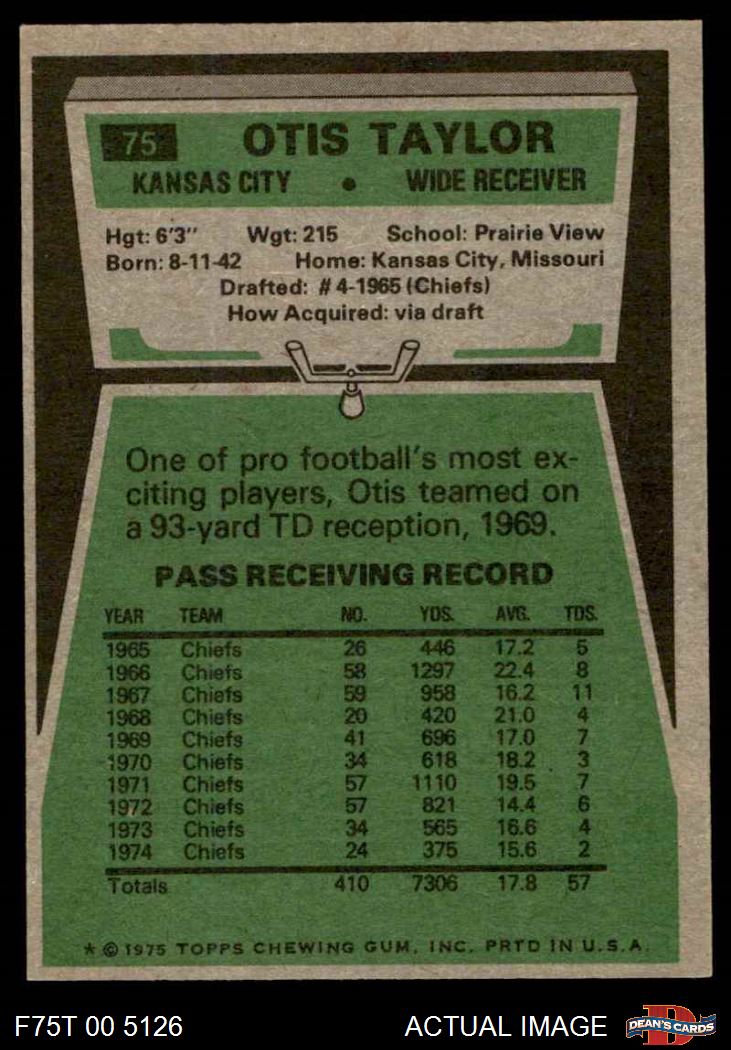 75 OTIS TAYLOR
KANSAS CITY • WIDE RECEIVER
Hgt: 6'3" Wgt: 215 School: Prairie View
Born: 8-11-42 Home: Kansas City, Missouri
Drafted: #4-1965 (Chiefs)
How Acquired: via draft
One of pro football's most ex-
citing players, Otis teamed on
a 93-yard TD reception, 1969.
PASS RECEIVING RECORD
YEAR TEAM NO. YDS. AVG. TDS.
1965 Chiefs 26 446 17.2 5
1966 Chiefs 58 1297 22.4 8
1967 Chiefs 59 958 16.2 11
1968 Chiefs 20 420 21.0 4
1969 Chiefs 41 696 17.0 7
1970 Chiefs 34 618 18.2 3
1971 Chiefs 57 1110 19.5 7
1972 Chiefs 57 821 14.4 6
1973 Chiefs 34 565 16.6 4
1974 Chiefs 24 375 15.6 2
Totals 410 7306 17.8 57
* © 1975 TOPPS CHEWING GUM, INC. PRTD IN U.S.A.
F75T 00 5126 ACTUAL IMAGE D DEAN'S CARDS